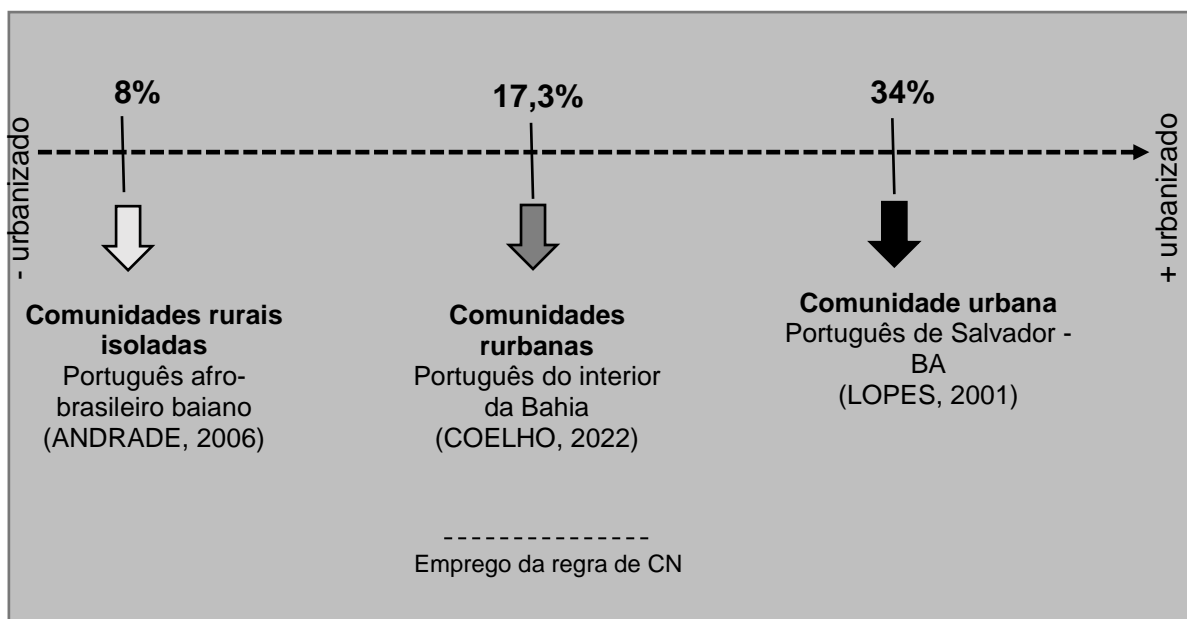 8%
17,3%
34%
- urbanizado
+ urbanizado
Comunidades rurais
isoladas
Português afro-
brasileiro baiano
(ANDRADE, 2006)
Comunidades
rurbanas
Português do interior
da Bahia
(COELHO, 2022)
Comunidade urbana
Português de Salvador -
BA
(LOPES, 2001)
Emprego da regra de CN